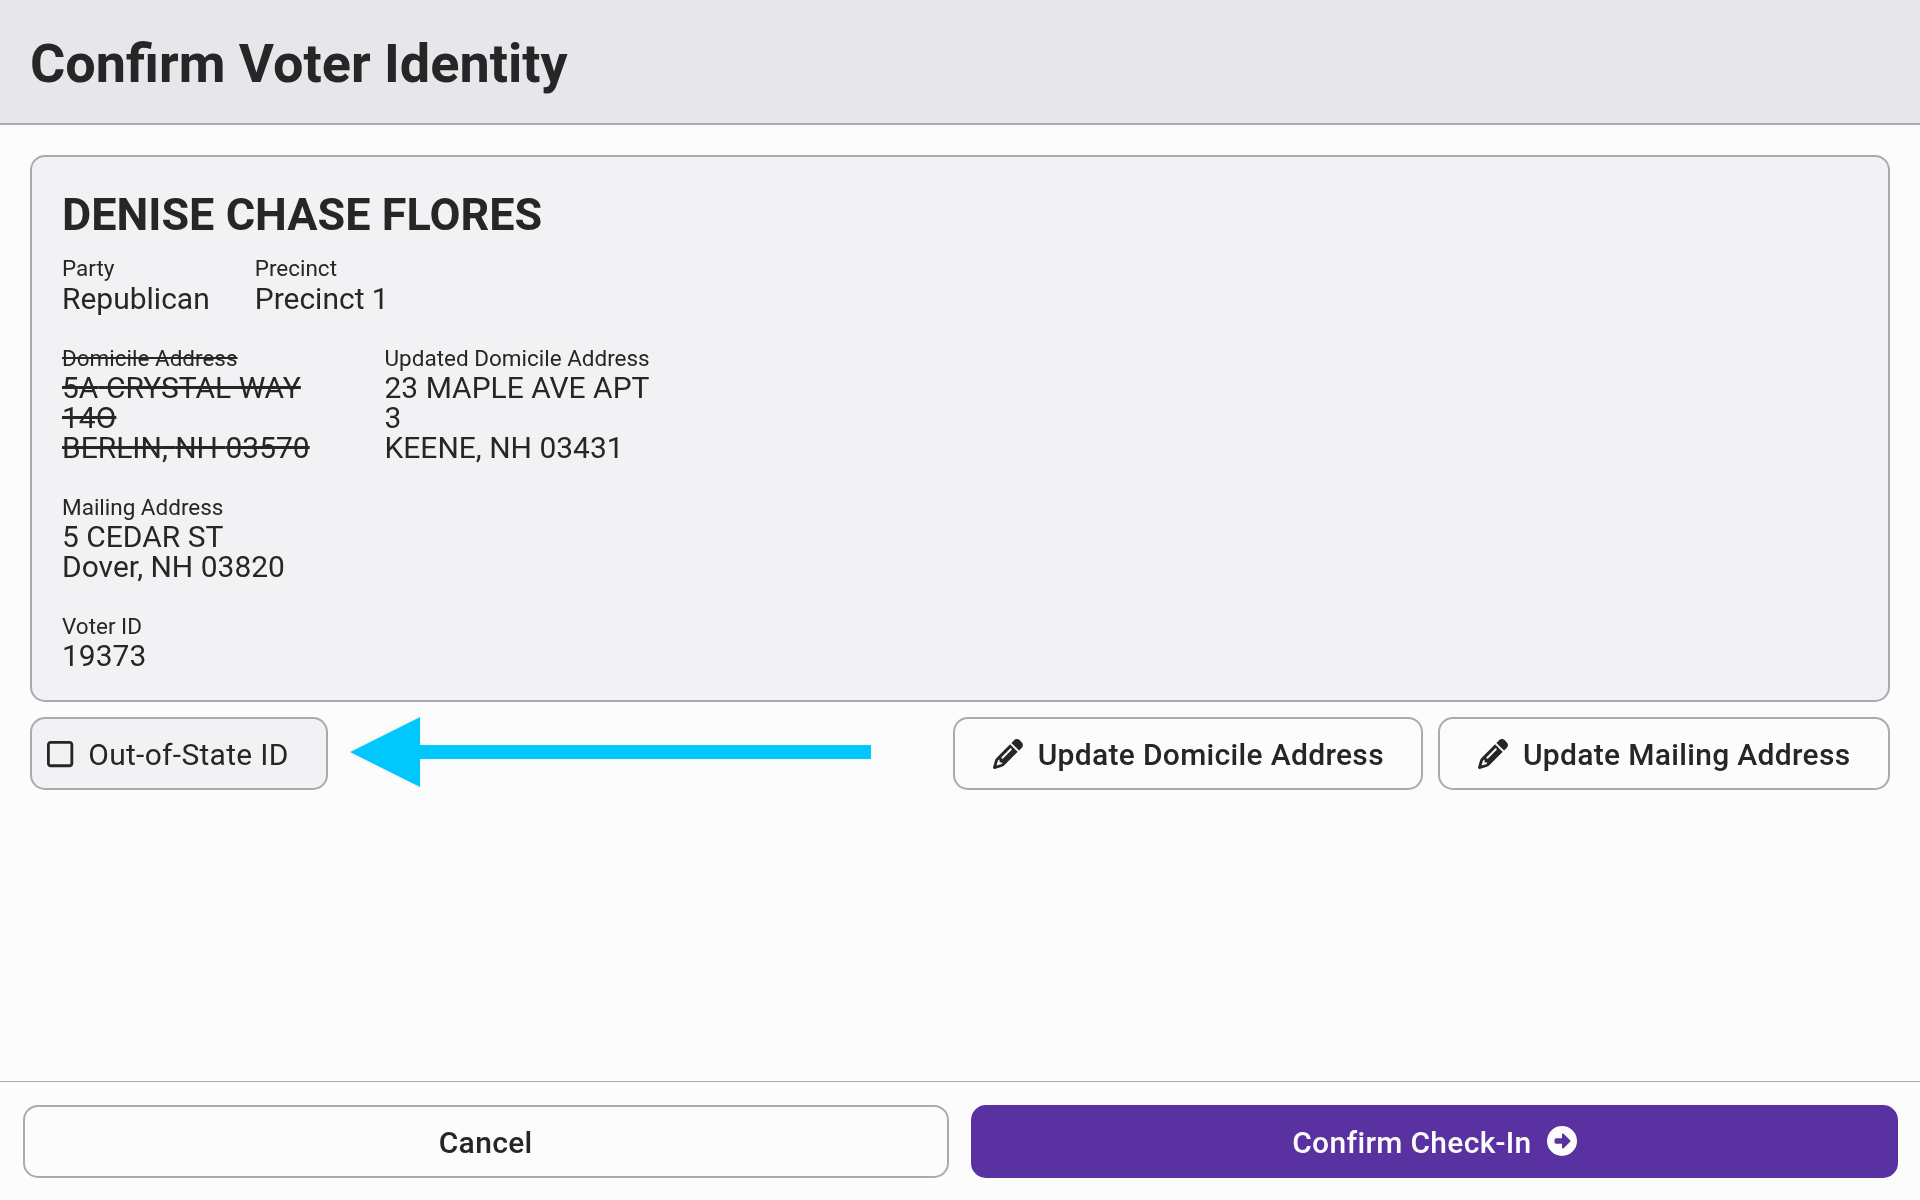 Confirm Voter Identity
DENISE CHASE FLORES
Party
Republican
Precinct
Precinct 1
Domicile Address
5A CRYSTAL WAY
14O
BERLIN, NH 03570
Updated Domicile Address
23 MAPLE AVE APT
3
KEENE, NH 03431
Mailing Address
5 CEDAR ST
Dover, NH 03820
Voter ID
19373
Out-of-State ID
Update Domicile Address
Update Mailing Address
Cancel
Confirm Check-In